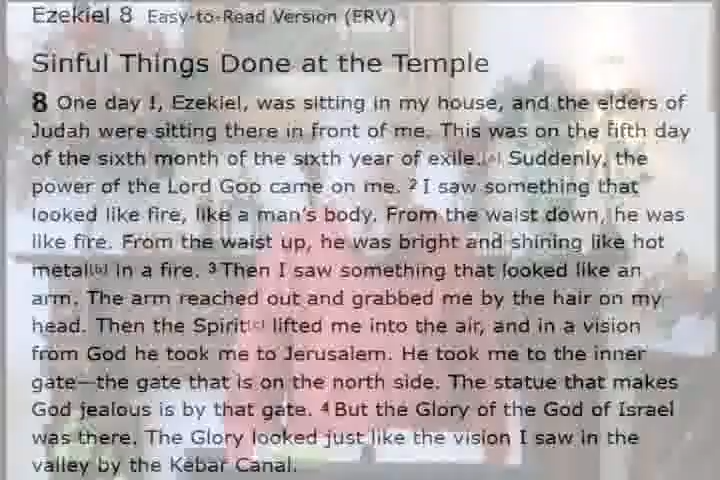 Ezekiel 8 Easy-to-Read Version (ERV)
Sinful Things Done at the Temple
8 One day I, Ezekiel, was sitting in my house, and the elders of
Judah were sitting there in front of me. This was on the fifth day
of the sixth month of the sixth year of exile.[a] Suddenly, the
power of the Lord God came on me. 2 I saw something that
looked like fire, like a man's body. From the waist down, he was
like fire. From the waist up, he was bright and shining like hot
metal[b] in a fire. 3 Then I saw something that looked like an
arm. The arm reached out and grabbed me by the hair on my
head. Then the Spirit[c] lifted me into the air, and in a vision
from God he took me to Jerusalem. He took me to the inner
gate—the gate that is on the north side. The statue that makes
God jealous is by that gate. 4 But the Glory of the God of Israel
was there. The Glory looked just like the vision I saw in the
valley by the Kebar Canal.